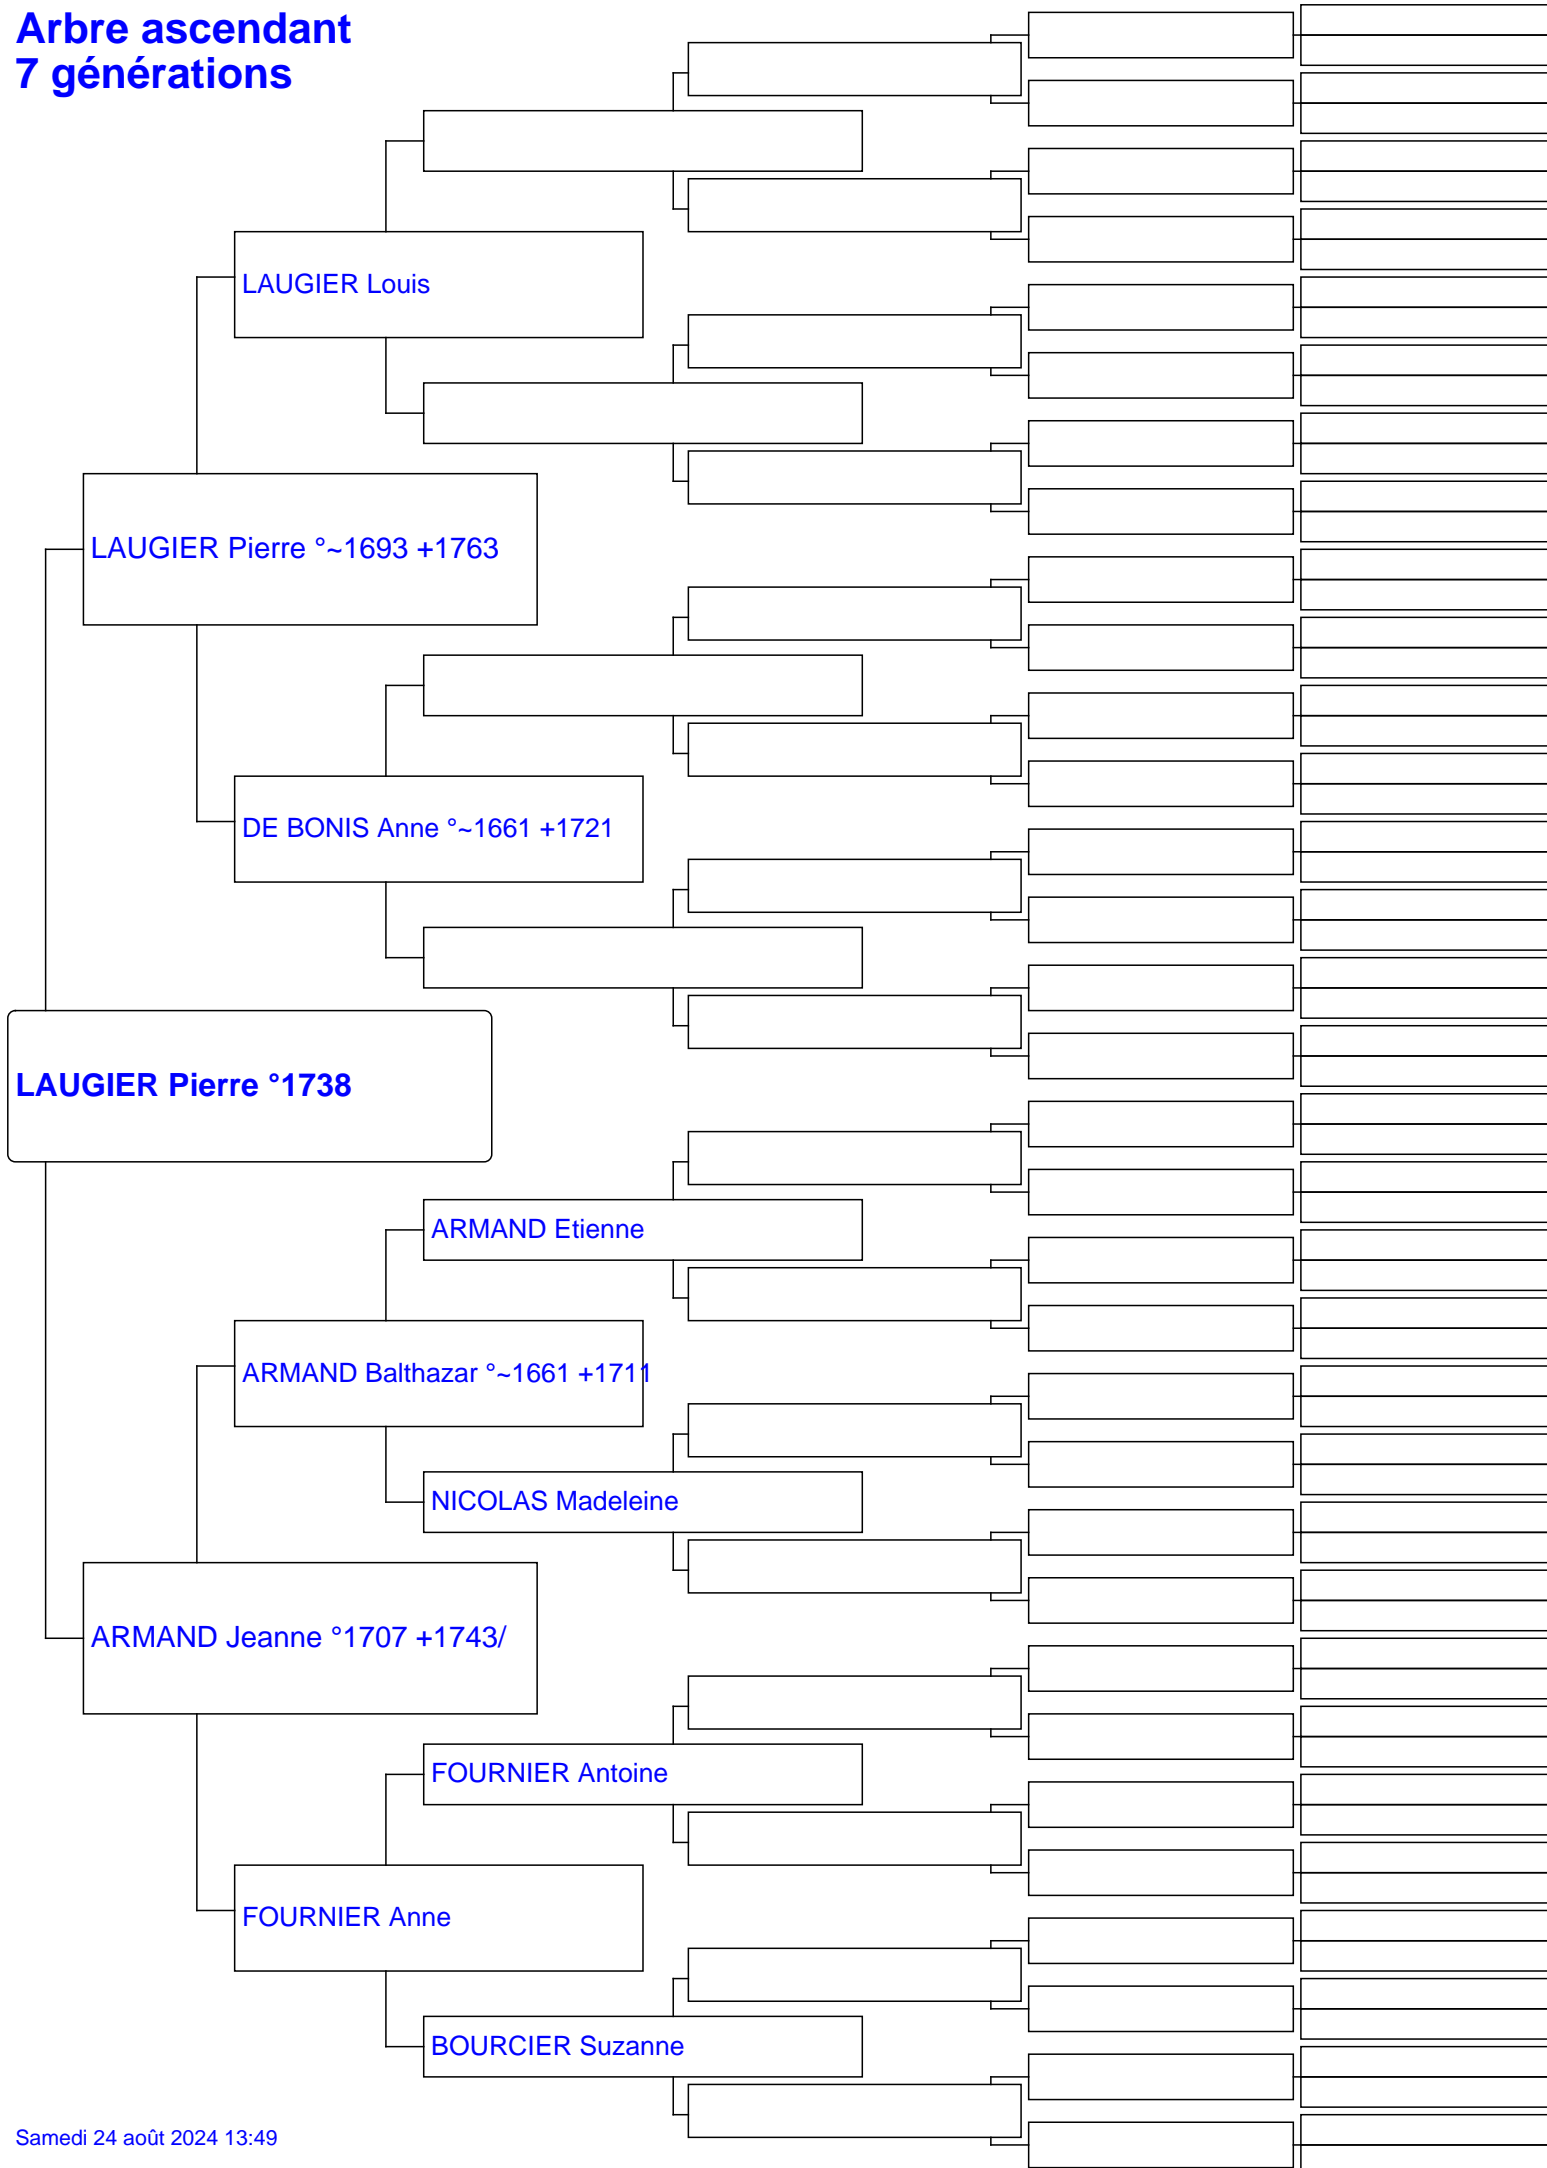 Arbre ascendant
7 générations
LAUGIER Louis
LAUGIER Pierre °~1693 +1763
DE BONIS Anne °~1661 +1721
LAUGIER Pierre °1738
ARMAND Etienne
ARMAND Balthazar °~1661 +1711
NICOLAS Madeleine
ARMAND Jeanne °1707 +1743/
FOURNIER Antoine
FOURNIER Anne
BOURCIER Suzanne
Samedi 24 août 2024 13:49